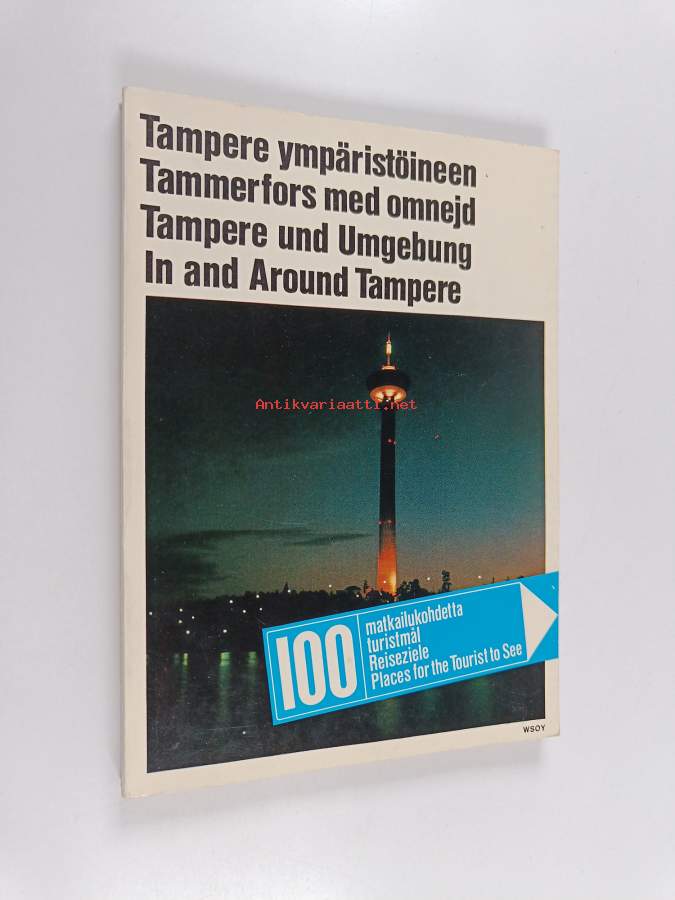 Tampere ympäristöineen
Tammerfors med omnejd
Tampere und Umgebung
In and Around Tampere
Antikvariaatti.net
100
matkailukohdetta
turistmål
Reiseziele
Places for the Tourist to See
WSOY